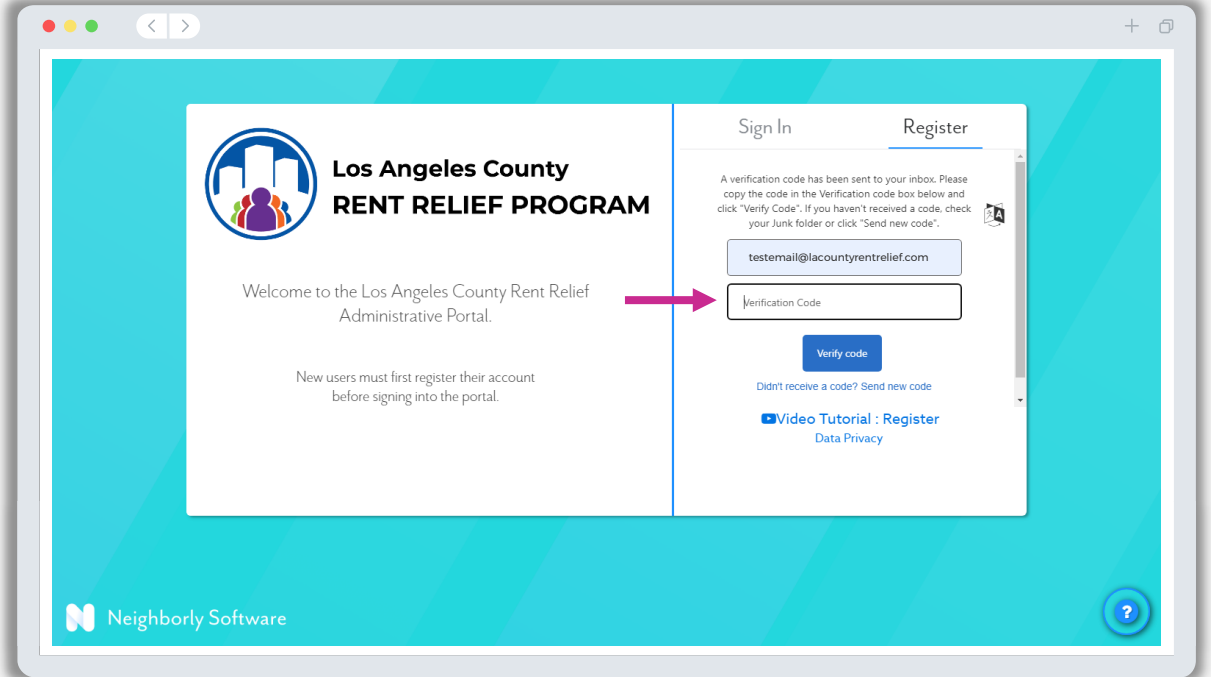 Los Angeles County
RENT RELIEF PROGRAM
Welcome to the Los Angeles County Rent Relief
Administrative Portal.
New users must first register their account
before signing into the portal.
Sign In
Register
A verification code has been sent to your inbox. Please
copy the code in the Verification code box below and
click "Verify Code". If you haven't received a code, check
your Junk folder or click "Send new code".
A
testemail@lacountyrentrelief.com
Verification Code
Verify code
Didn't receive a code? Send new code
Video Tutorial : Register
Data Privacy
N Neighborly Software
?